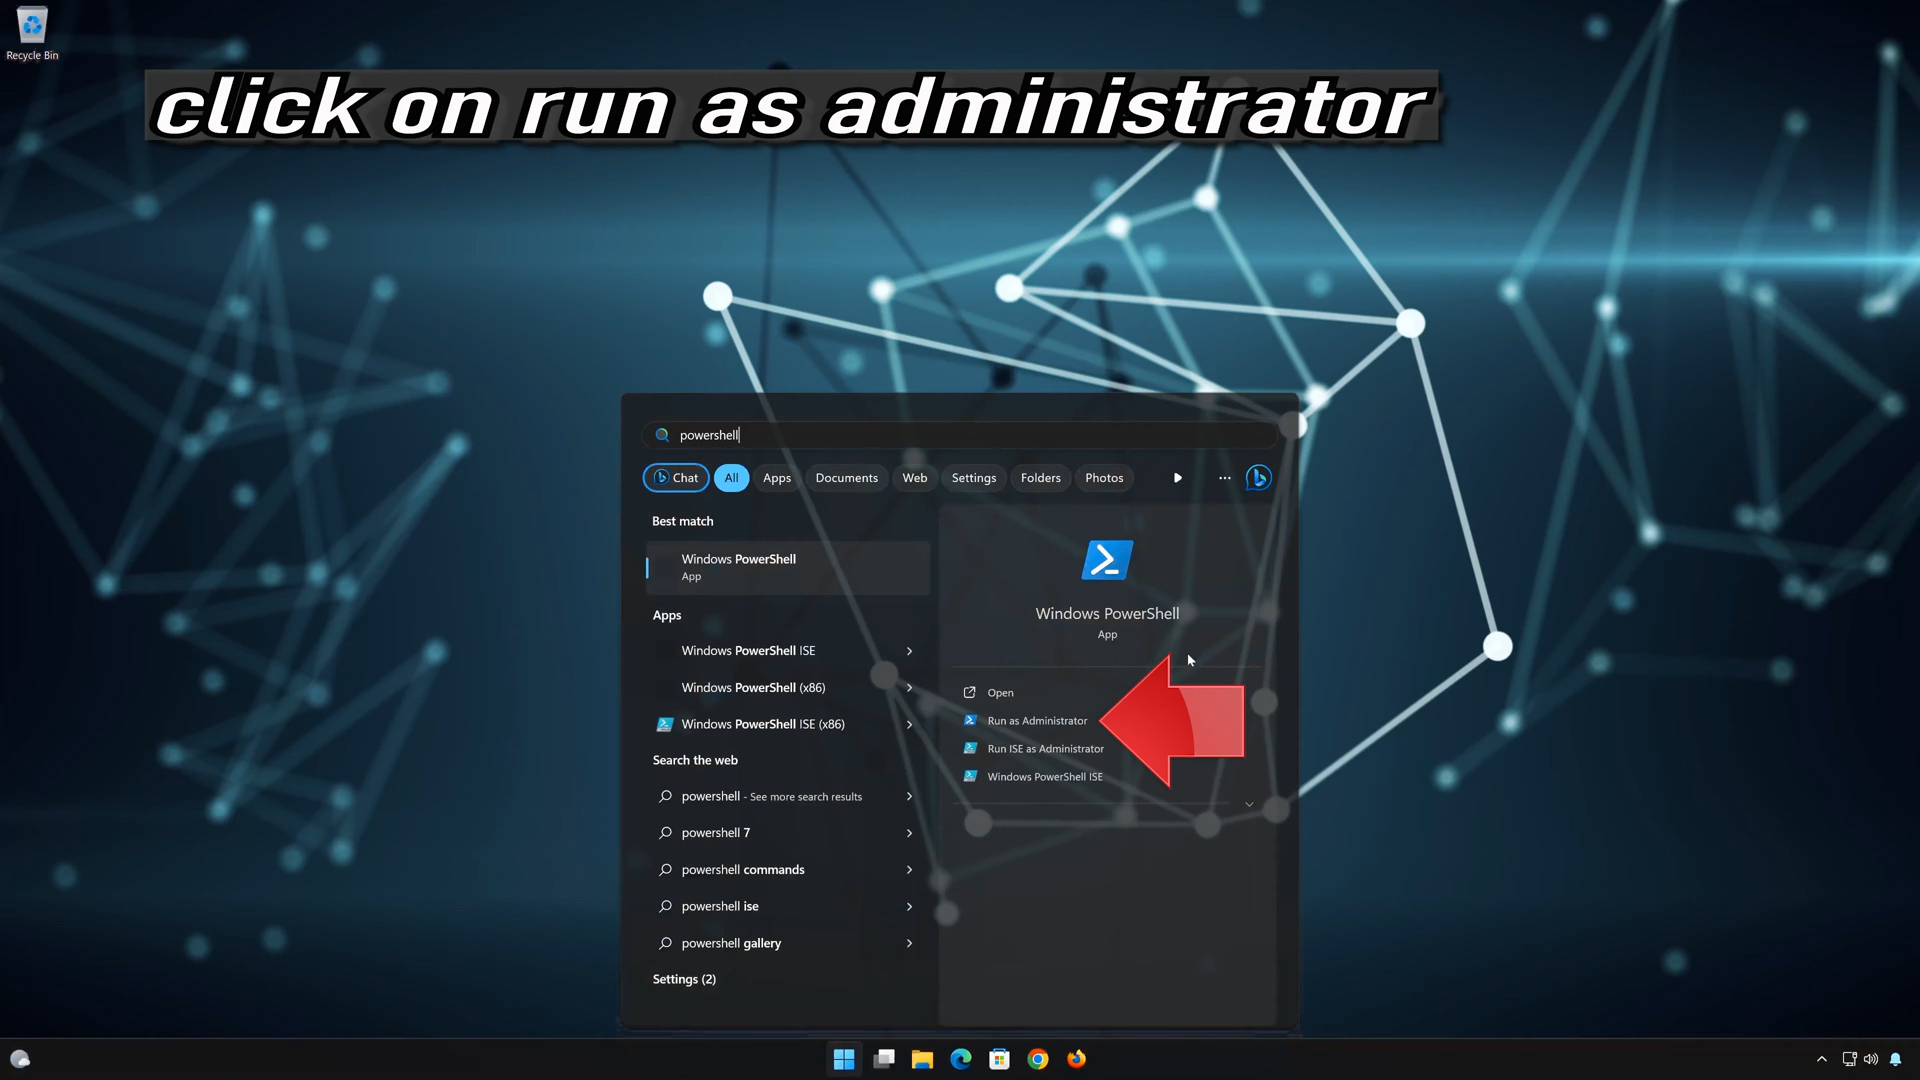 Recycle Bin
click on run as administrator
powershell
Chat
All
Apps
Documents
Web
Settings
Folders
Photos
Best match
Windows PowerShell
App
Apps
Windows PowerShell ISE
Windows PowerShell (x86)
Windows PowerShell ISE (x86)
Search the web
powershell - See more search results
powershell 7
powershell commands
powershell ise
powershell gallery
Settings (2)
Windows PowerShell
App
Open
Run as Administrator
Run ISE as Administrator
Windows PowerShell ISE